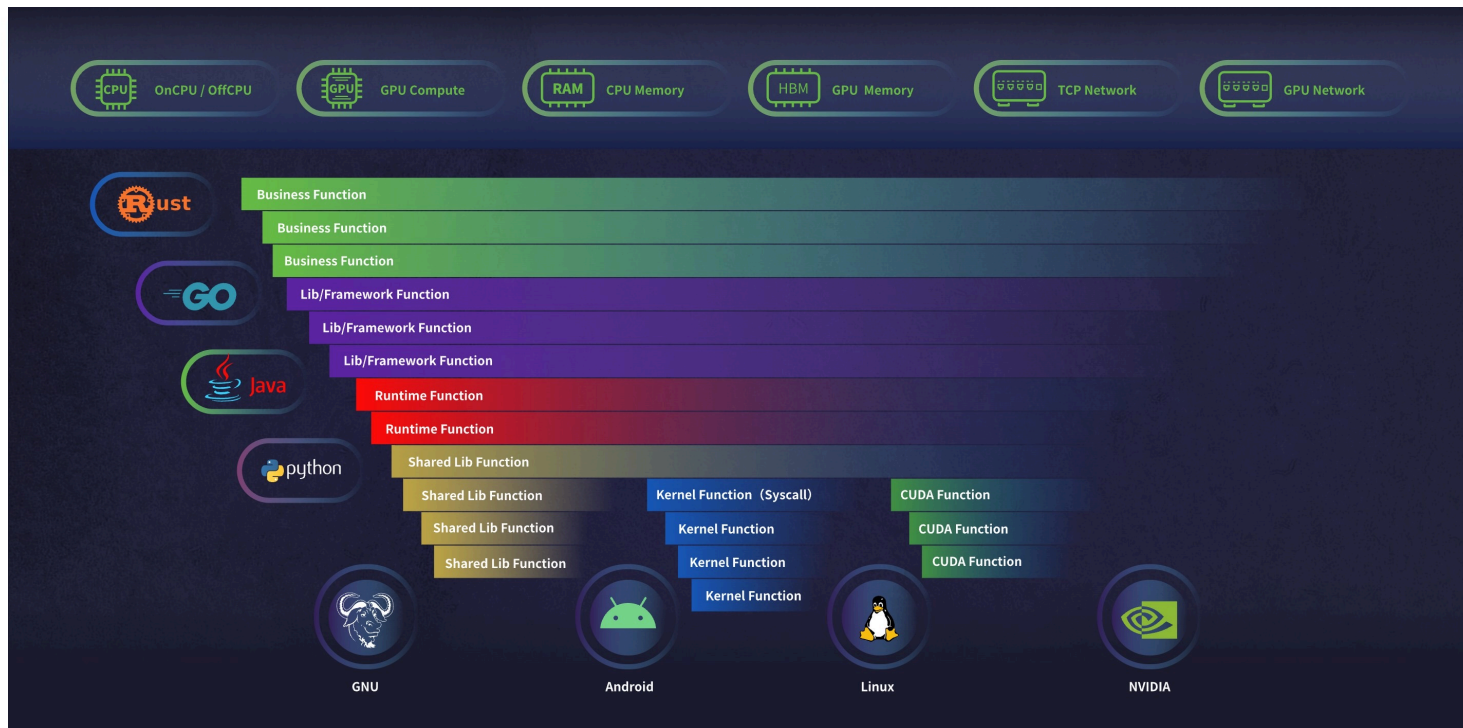 CPU OnCPU / OffCPU
GPU GPU Compute
RAM CPU Memory
HBM GPU Memory
TCP Network
GPU Network
Rust
Business Function
Business Function
Business Function
GO
Lib/Framework Function
Lib/Framework Function
Lib/Framework Function
Java
Runtime Function
Runtime Function
python
Shared Lib Function
Shared Lib Function
Kernel Function（Syscall）
CUDA Function
Shared Lib Function
Kernel Function
CUDA Function
Shared Lib Function
Kernel Function
CUDA Function
Kernel Function
GNU
Android
Linux
NVIDIA